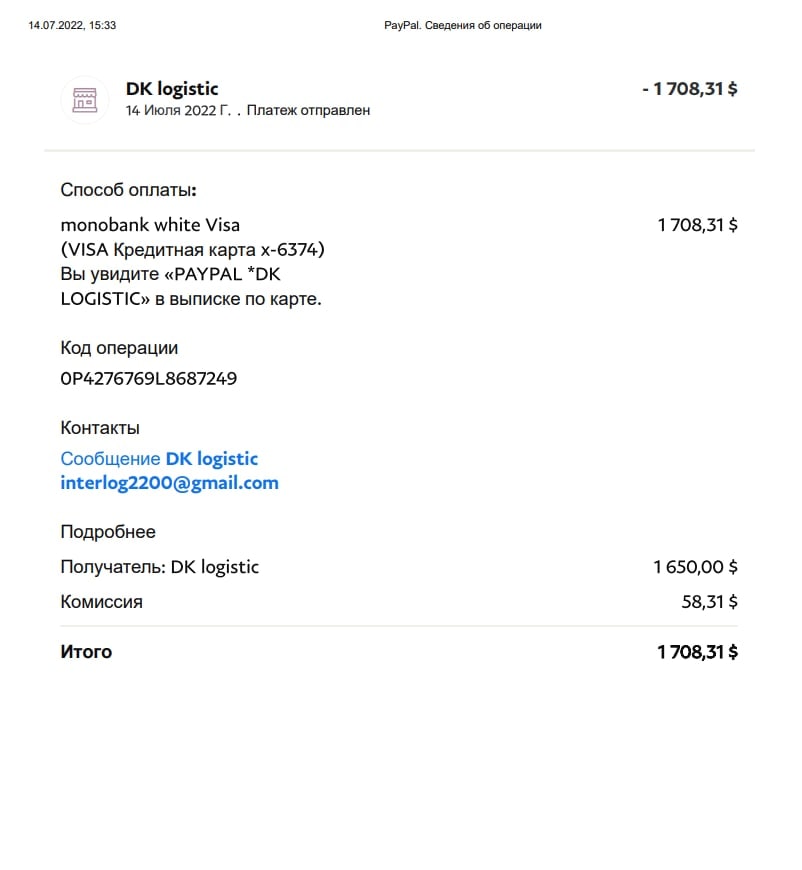 14.07.2022, 15:33
PayPal. Сведения об операции
DK logistic
- 1 708,31 $
14 Июля 2022 Г. . Платеж отправлен
Способ оплаты:
monobank white Visa
1 708,31 $
(VISA Кредитная карта x-6374)
Вы увидите «PAYPAL *DK
LOGISTIC» в выписке по карте.
Код операции
0P4276769L8687249
Контакты
Сообщение DK logistic
interlog2200@gmail.com
Подробнее
Получатель: DK logistic
1 650,00 $
Комиссия
58,31 $
Итого
1 708,31 $